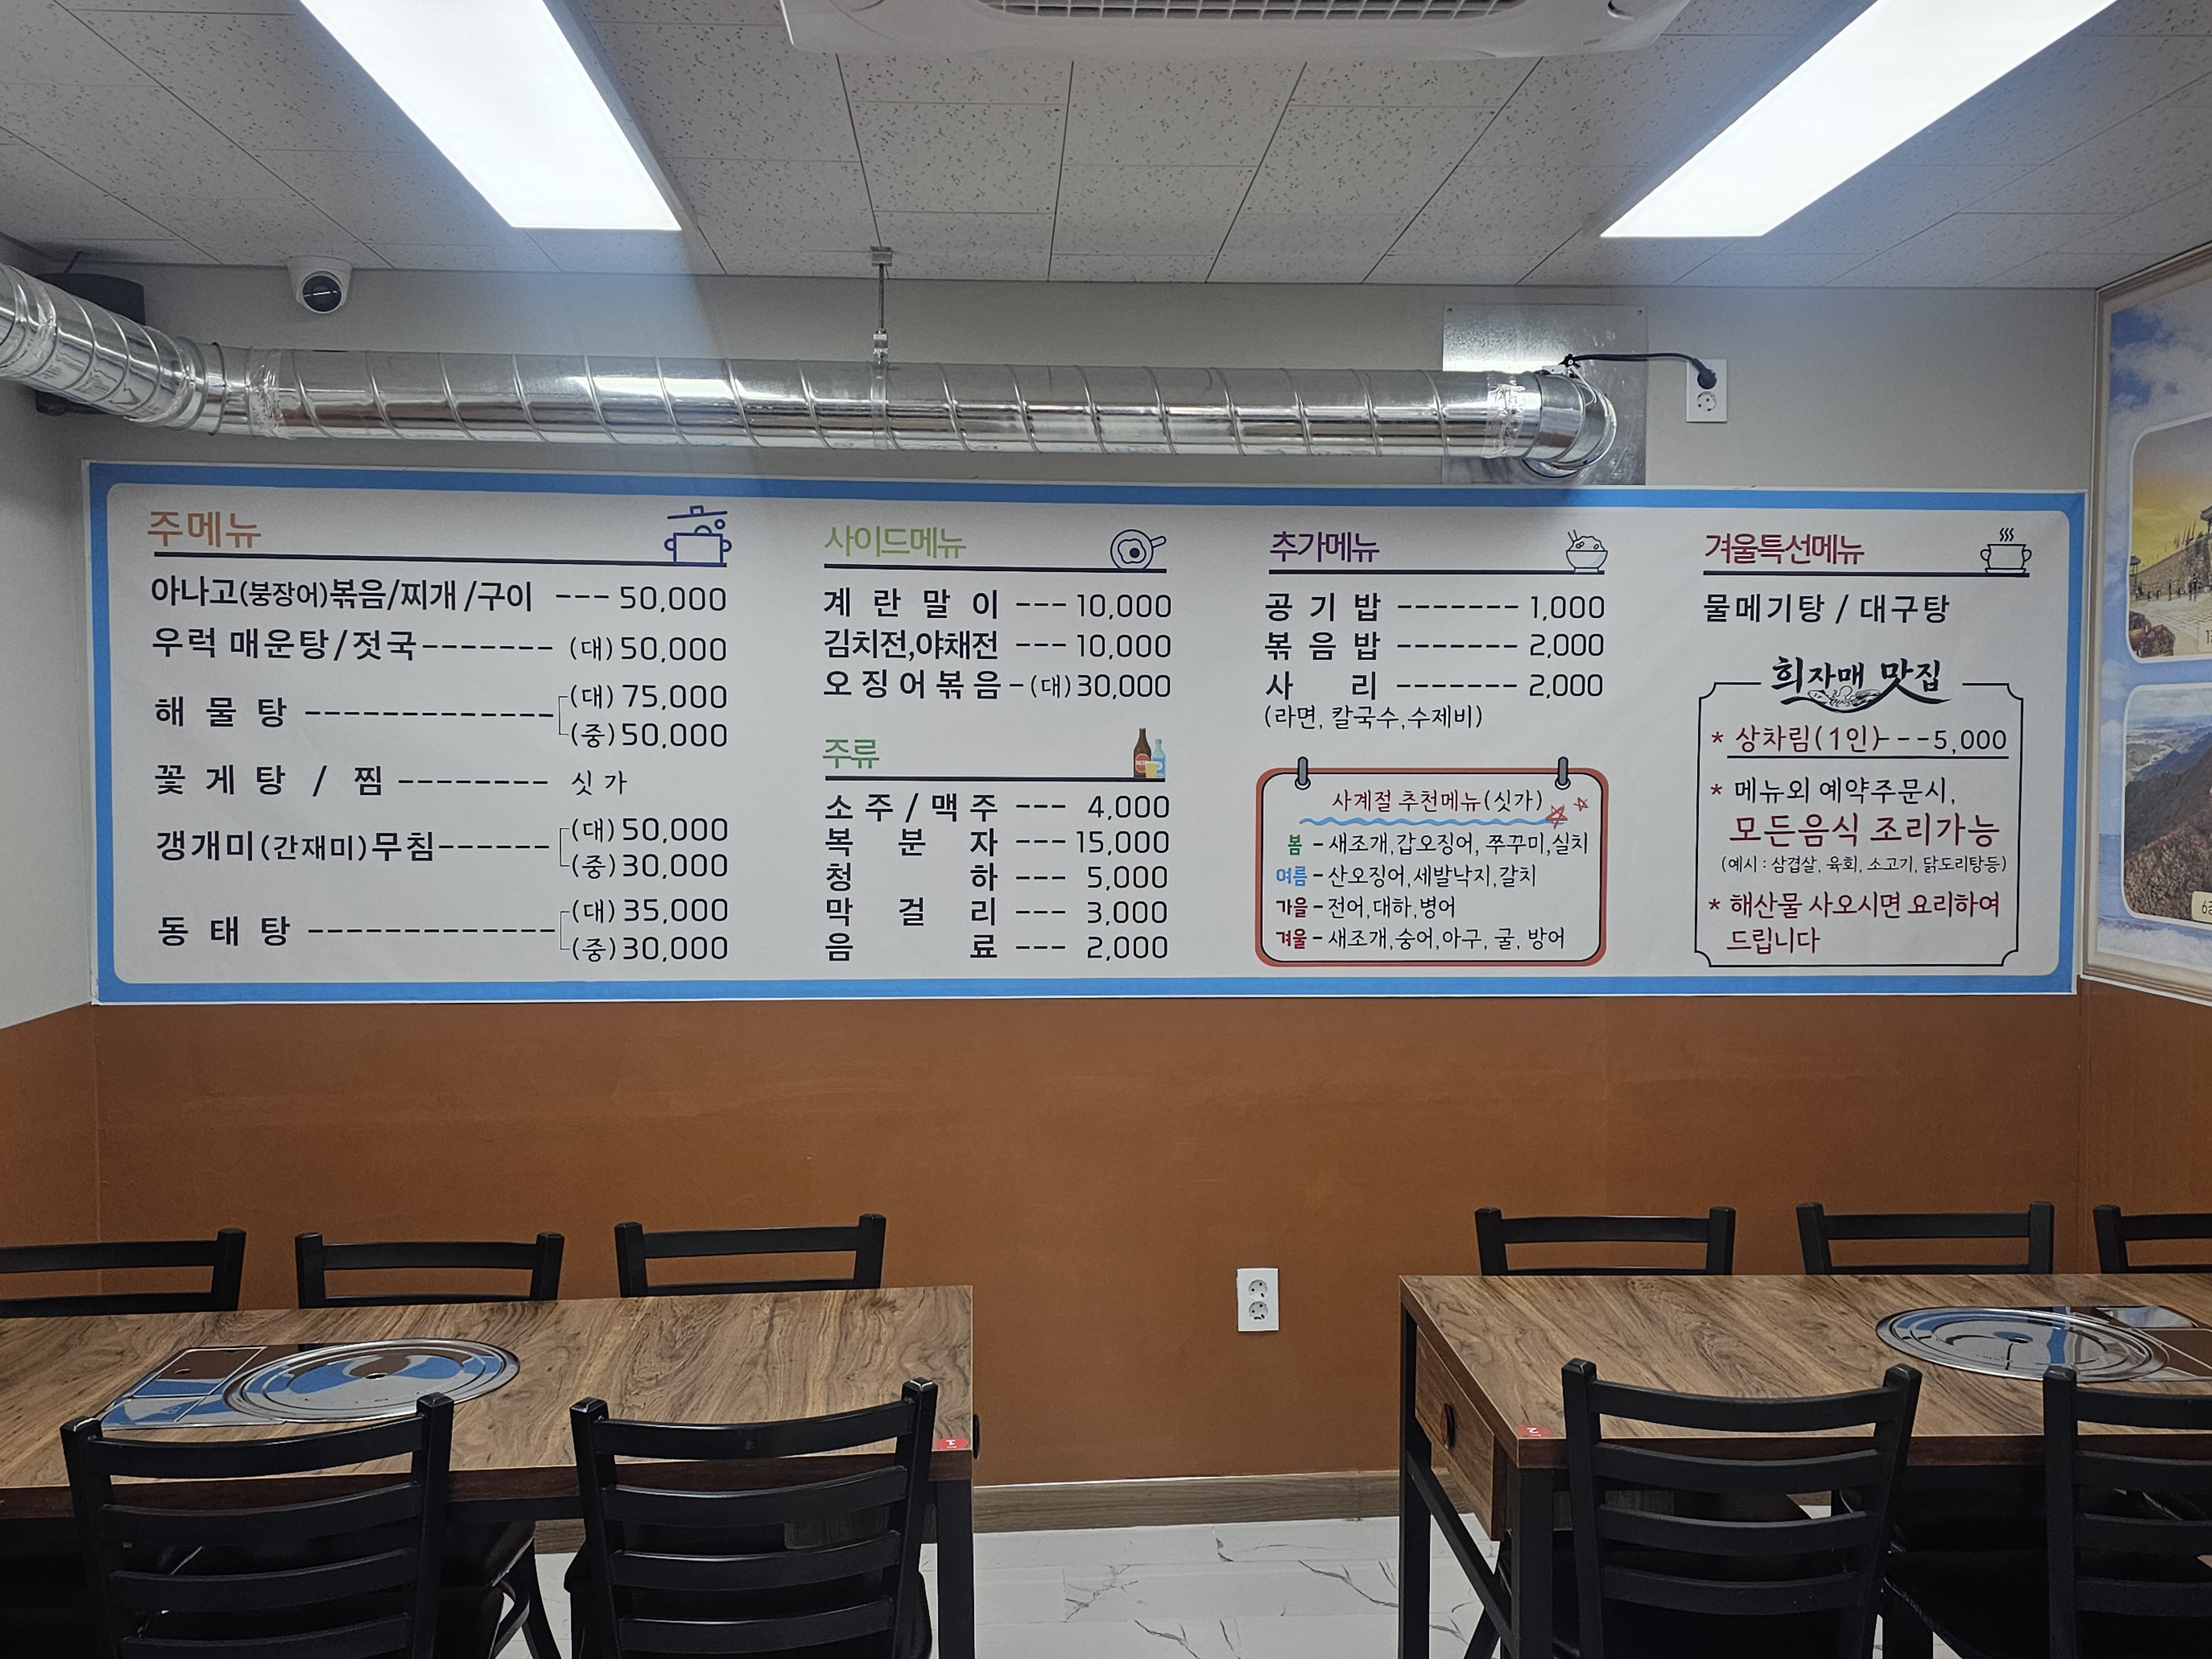 주메뉴
아나고(붕장어)볶음/찌개/구이 --- 50,000
우럭 매운탕/젓국------- (대) 50,000
해물탕 ------------- (대) 75,000
(중) 50,000
꽃게탕 / 찜 -------- 싯가
갱개미(간재미)무침------ (대) 50,000
(중) 30,000
동태탕 ------------- (대) 35,000
(중) 30,000
사이드메뉴
계란말이 --- 10,000
김치전,야채전 --- 10,000
오징어볶음-(대) 30,000
주류
소주/맥주 --- 4,000
복분자 --- 15,000
청하 --- 5,000
막걸리 --- 3,000
음료 --- 2,000
추가메뉴
공기밥 ------- 1,000
볶음밥 ------- 2,000
사리 ------- 2,000
(라면, 칼국수,수제비)
사계절 추천메뉴(싯가)
봄 - 새조개,갑오징어, 쭈꾸미,실치
여름 - 산오징어,세발낙지,갈치
가을 - 전어,대하,병어
겨울 - 새조개,숭어,아구, 굴, 방어
겨울특선메뉴
물메기탕 / 대구탕
희자매 맛집
* 상차림(1인)---5,000
* 메뉴외 예약주문시,
모든음식 조리가능
(예시 : 삼겹살, 육회, 소고기, 닭도리탕등)
* 해산물 사오시면 요리하여
드립니다